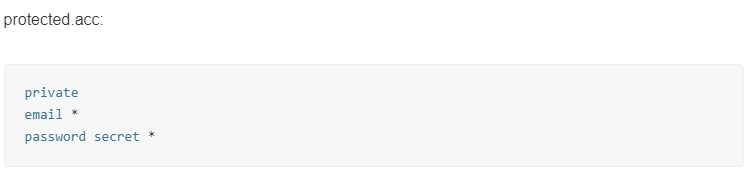 protected.acc:
private
email *
password secret *